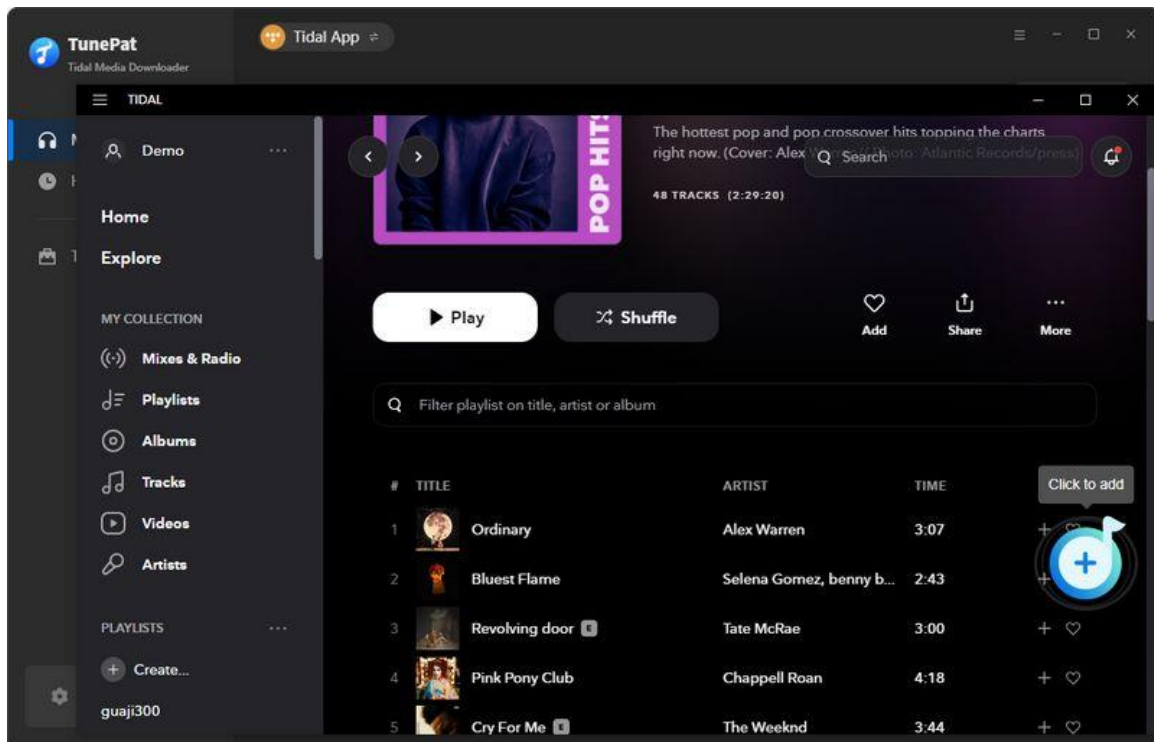 TunePat
Tidal Media Downloader
Tidal App
TIDAL
Demo
Home
Explore
MY COLLECTION
Mixes & Radio
Playlists
Albums
Tracks
Videos
Artists
PLAYLISTS
Create...
guaji300
POP HITS
The hottest pop and pop crossover hits topping the charts
right now. (Cover: Alex Photo: Atlantic Records/press)
Search
48 TRACKS (2:29:20)
Play
Shuffle
Add
Share
More
Filter playlist on title, artist or album
# TITLE ARTIST TIME
Click to add
1 Ordinary Alex Warren 3:07
2 Bluest Flame Selena Gomez, benny b... 2:43
3 Revolving door E Tate McRae 3:00
4 Pink Pony Club Chappell Roan 4:18
5 Cry For Me E The Weeknd 3:44